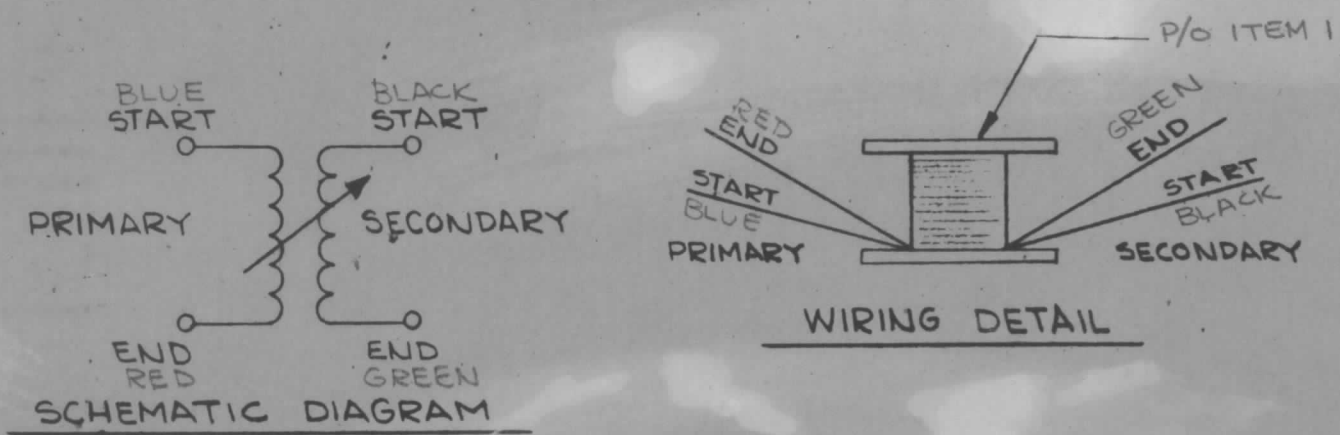 BLUE
START
BLACK
START
PRIMARY
SECONDARY
END
RED
END
GREEN
SCHEMATIC DIAGRAM
P/O ITEM 1
RED
END
START
BLUE
PRIMARY
GREEN
END
START
BLACK
SECONDARY
WIRING DETAIL